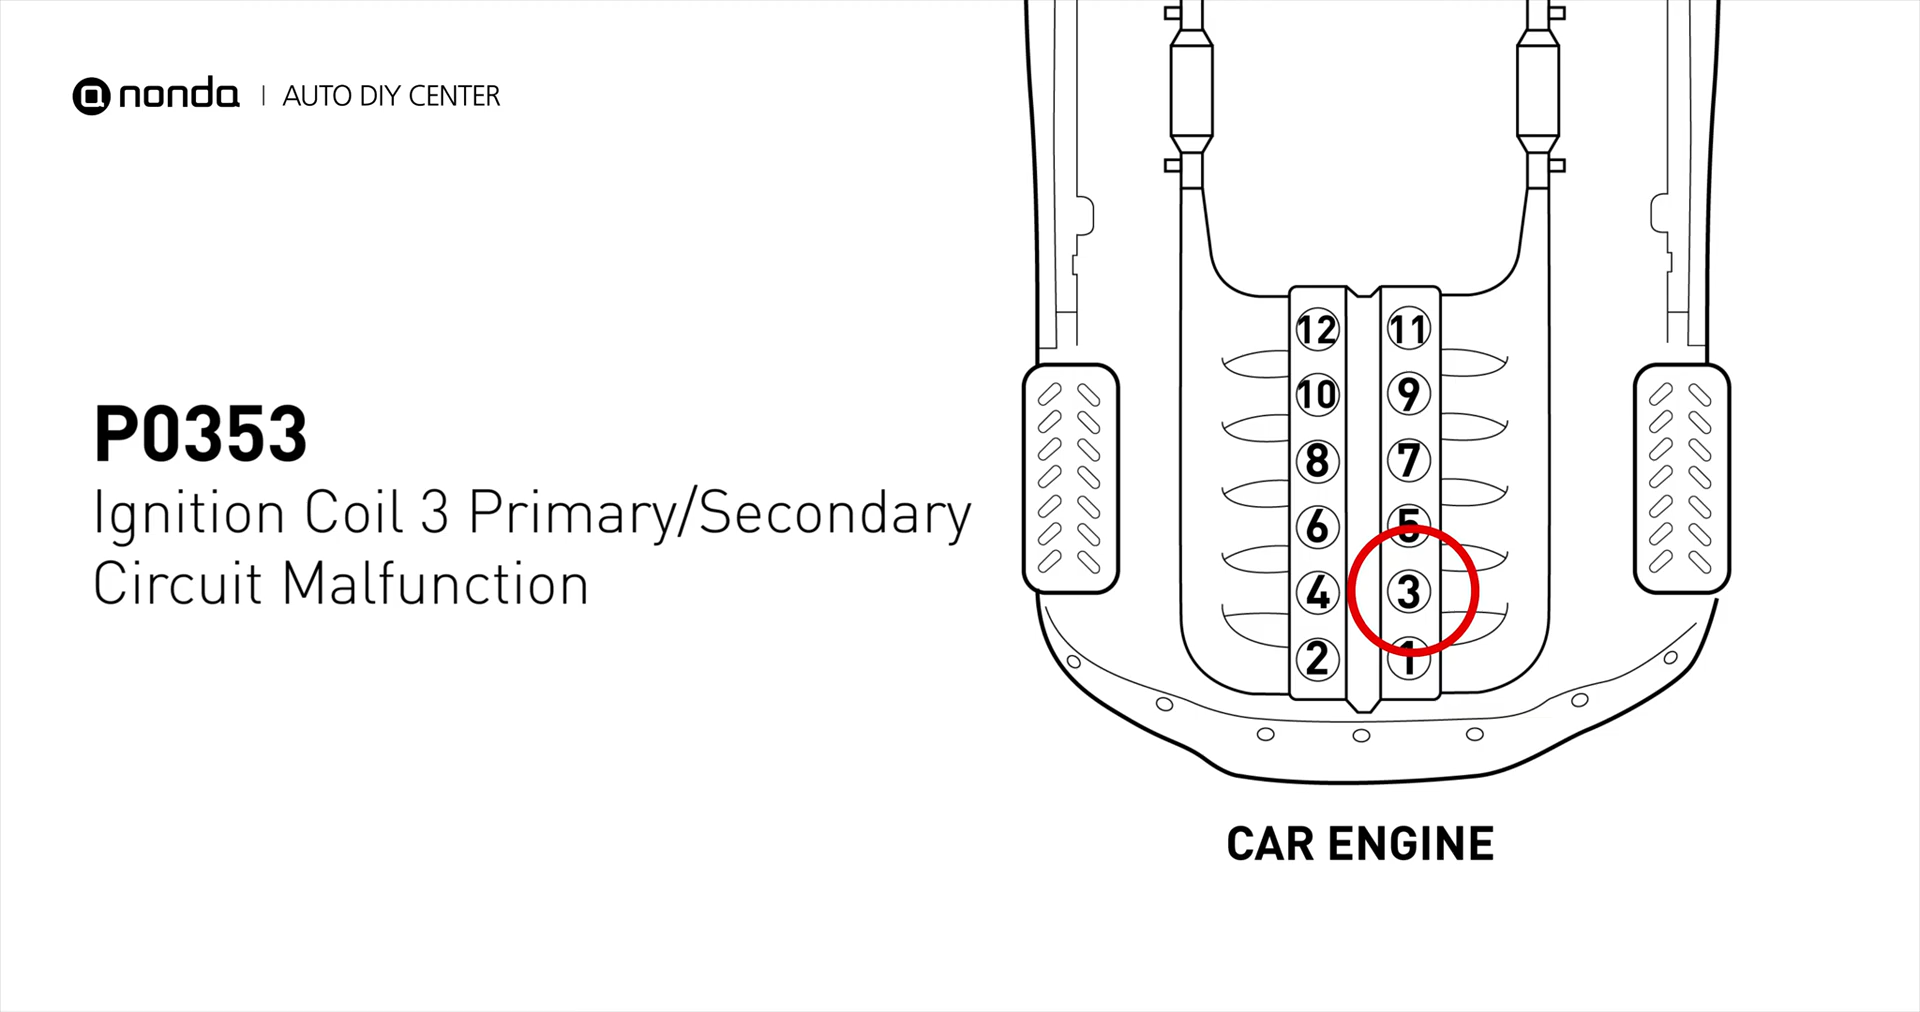 nonda | AUTO DIY CENTER
P0353
Ignition Coil 3 Primary/Secondary
Circuit Malfunction
12 11
10 9
8 7
6 5
4 3
2 1
CAR ENGINE